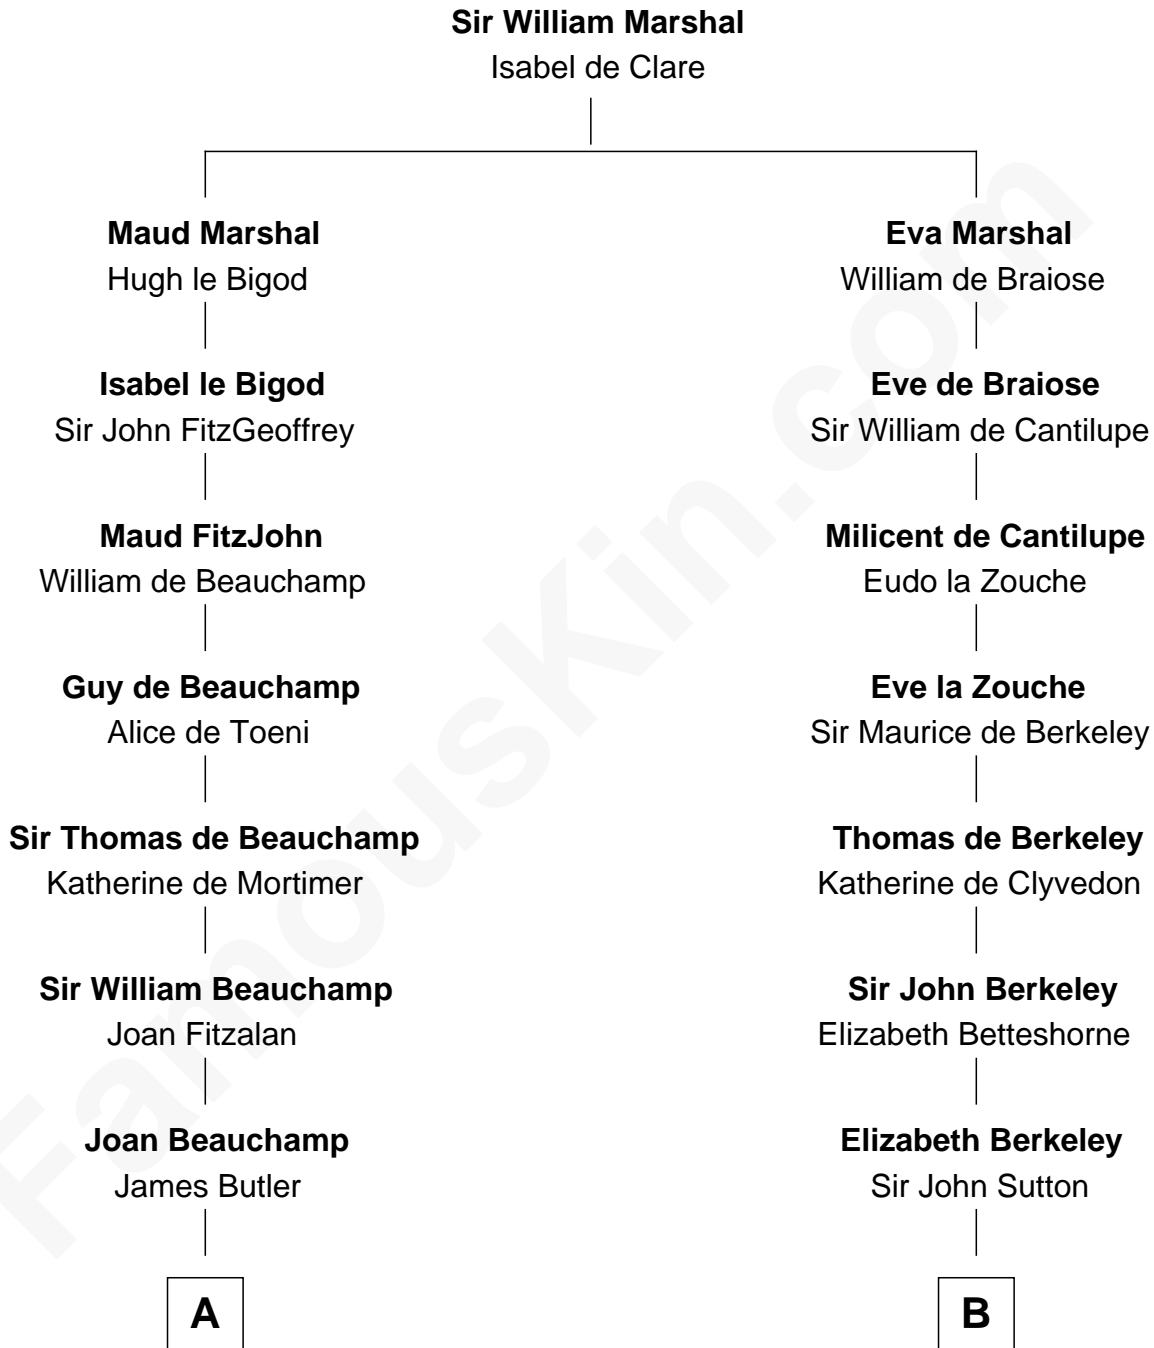 Sir William Marshal
Isabel de Clare
Maud Marshal
Hugh le Bigod
Eva Marshal
William de Braiose
Isabel le Bigod
Sir John FitzGeoffrey
Eve de Braiose
Sir William de Cantilupe
Maud FitzJohn
William de Beauchamp
Milicent de Cantilupe
Eudo la Zouche
Guy de Beauchamp
Alice de Toeni
Eve la Zouche
Sir Maurice de Berkeley
Sir Thomas de Beauchamp
Katherine de Mortimer
Thomas de Berkeley
Katherine de Clyvedon
Sir William Beauchamp
Joan Fitzalan
Sir John Berkeley
Elizabeth Betteshorne
Joan Beauchamp
James Butler
Elizabeth Berkeley
Sir John Sutton
A
B
FamousKin.com